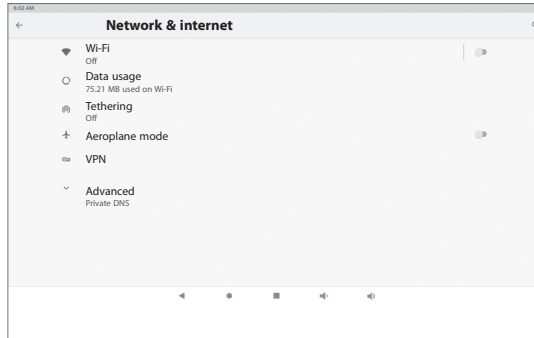 6:02 AM
Network & internet
Wi-Fi
Off
Data usage
75.21 MB used on Wi-Fi
Tethering
Off
Aeroplane mode
VPN
Advanced
Private DNS